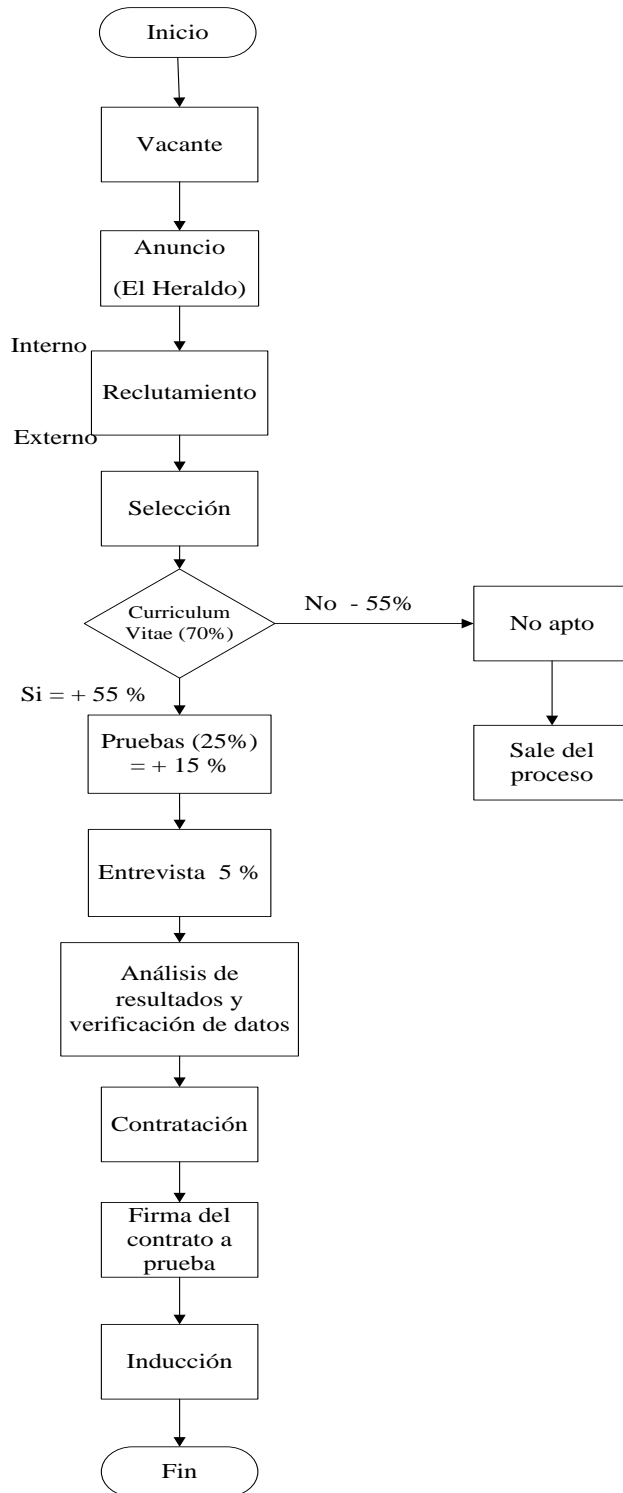 Inicio
Vacante
Anuncio
(El Heraldo)
Interno
Reclutamiento
Externo
Selección
Curriculum
Vitae (70%)
No - 55%
No apto
Si = + 55 %
Pruebas (25%)
= + 15 %
Sale del
proceso
Entrevista 5 %
Análisis de
resultados y
verificación de datos
Contratación
Firma del
contrato a
prueba
Inducción
Fin